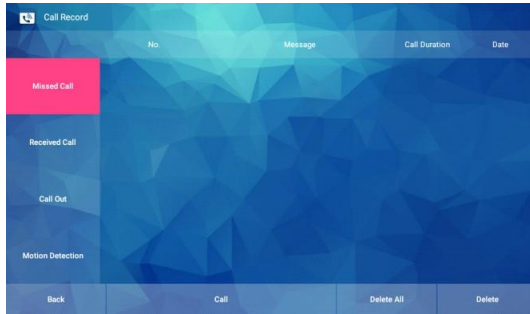 Call Record
No. Message Call Duration Date
Missed Call
Received Call
Call Out
Motion Detection
Back Call Delete All Delete